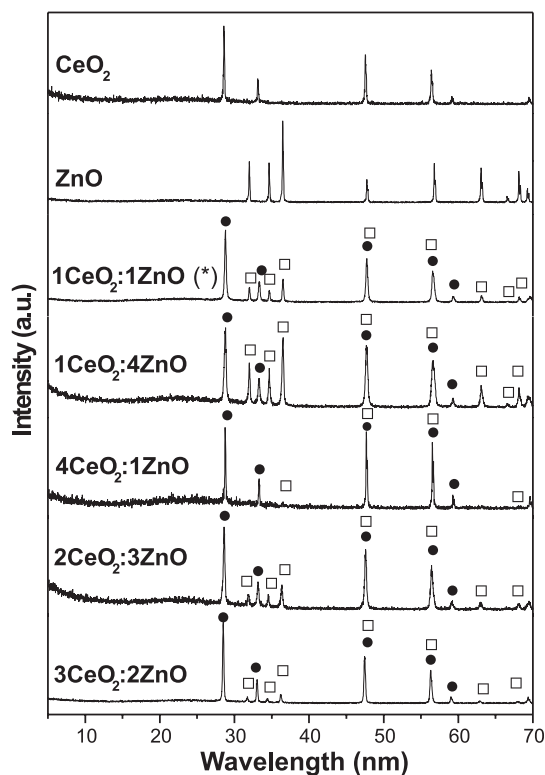 CeO₂
ZnO
1CeO₂:1ZnO (*)
1CeO₂:4ZnO
4CeO₂:1ZnO
2CeO₂:3ZnO
3CeO₂:2ZnO
Intensity (a.u.)
10 20 30 40 50 60 70
Wavelength (nm)